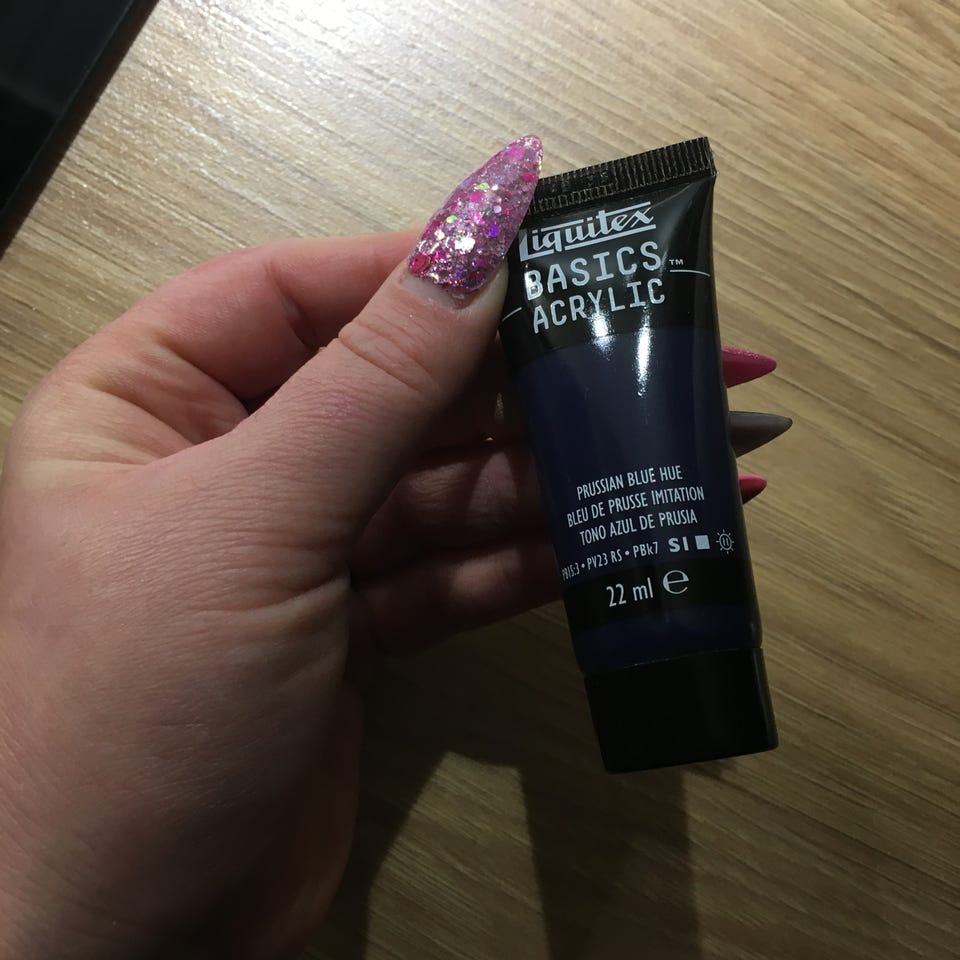 Liquitex
BASICS™
ACRYLIC
PRUSSIAN BLUE HUE
BLEU DE PRUSSE IMITATION
TONO AZUL DE PRUSIA
PB15:3 • PV23 RS • PBk7 SI
22 ml e